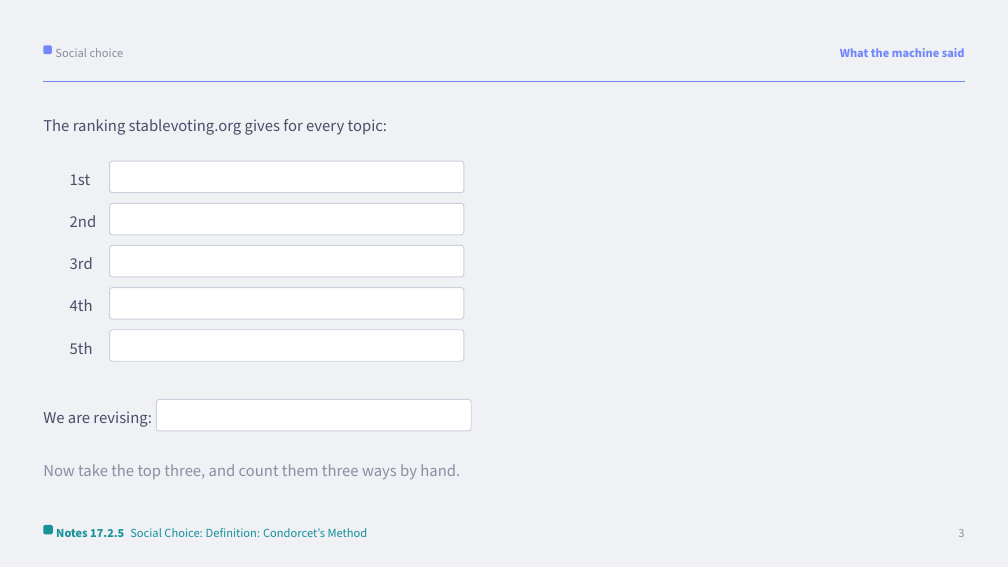 Social choice
What the machine said
The ranking stablevoting.org gives for every topic:
1st
2nd
3rd
4th
5th
We are revising:
Now take the top three, and count them three ways by hand.
Notes 17.2.5 Social Choice: Definition: Condorcet's Method
3